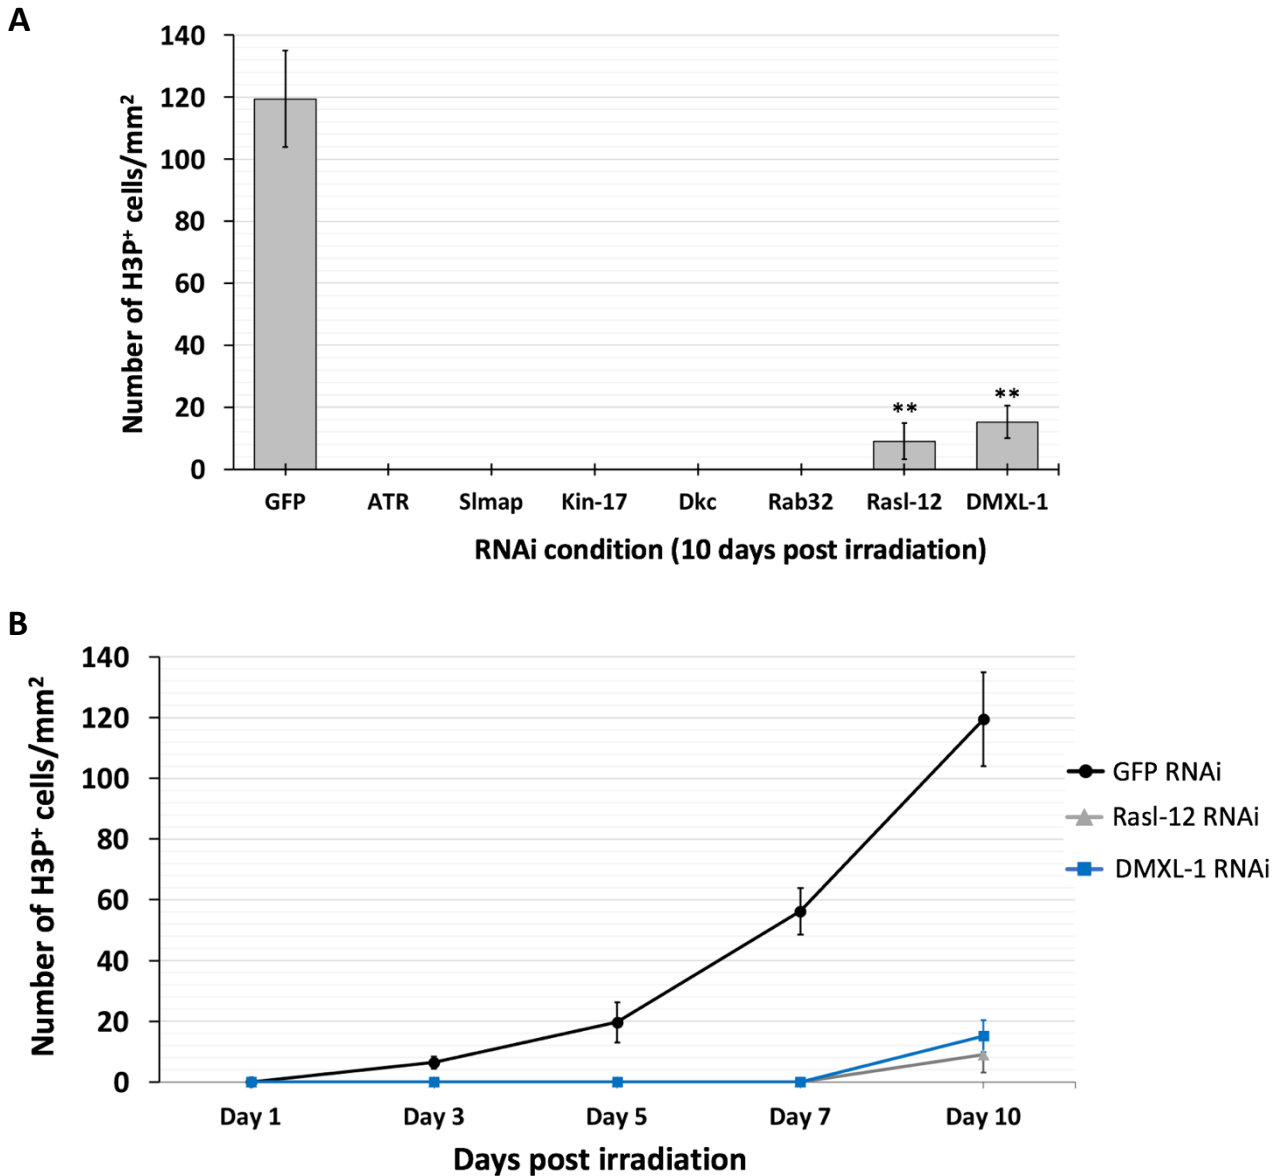 A
Number of H3P⁺ cells/mm²
140
120
100
80
60
40
20
0
** **
GFP ATR Slmap Kin-17 Dkc Rab32 Rasl-12 DMXL-1
RNAi condition (10 days post irradiation)
B
Number of H3P⁺ cells/mm²
140
120
100
80
60
40
20
0
GFP RNAi
Rasl-12 RNAi
DMXL-1 RNAi
Day 1 Day 3 Day 5 Day 7 Day 10
Days post irradiation